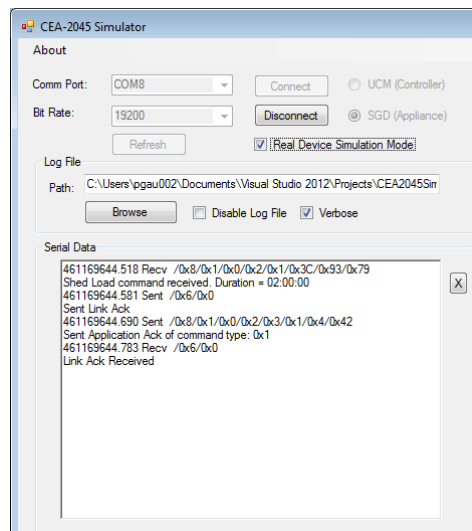 CEA-2045 Simulator
About
Comm Port: COM8 Connect UCM (Controller)
Bit Rate: 19200 Disconnect SGD (Appliance)
Refresh Real Device Simulation Mode
Log File
Path: C:\Users\pgau002\Documents\Visual Studio 2012\Projects\CEA2045Sim
Browse Disable Log File Verbose
Serial Data
461169644.518 Recv /0x8/0x1/0x0/0x2/0x1/0x3C/0x93/0x79
Shed Load command received. Duration = 02:00:00
461169644.581 Sent /0x6/0x0
Sent Link Ack
461169644.690 Sent /0x8/0x1/0x0/0x2/0x3/0x1/0x4/0x42
Sent Application Ack of command type: 0x1
461169644.783 Recv /0x6/0x0
Link Ack Received
X